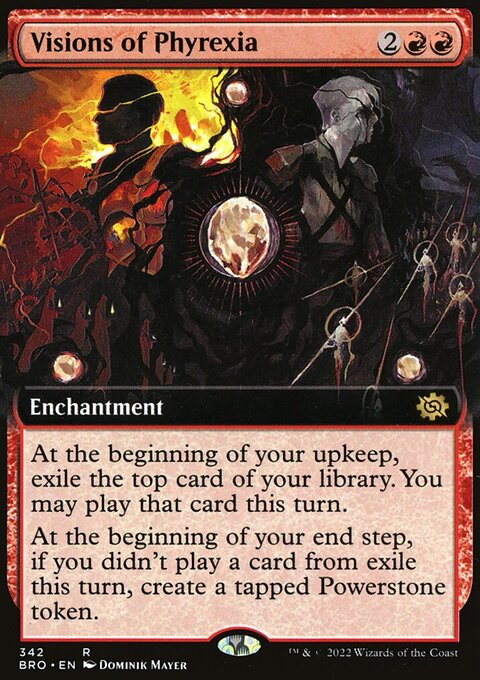 Visions of Phyrexia 2
Enchantment
At the beginning of your upkeep,
exile the top card of your library. You
may play that card this turn.
At the beginning of your end step,
if you didn't play a card from exile
this turn, create a tapped Powerstone
token.
342 R
BRO • EN DOMINIK MAYER
™ & © 2022 Wizards of the Coast